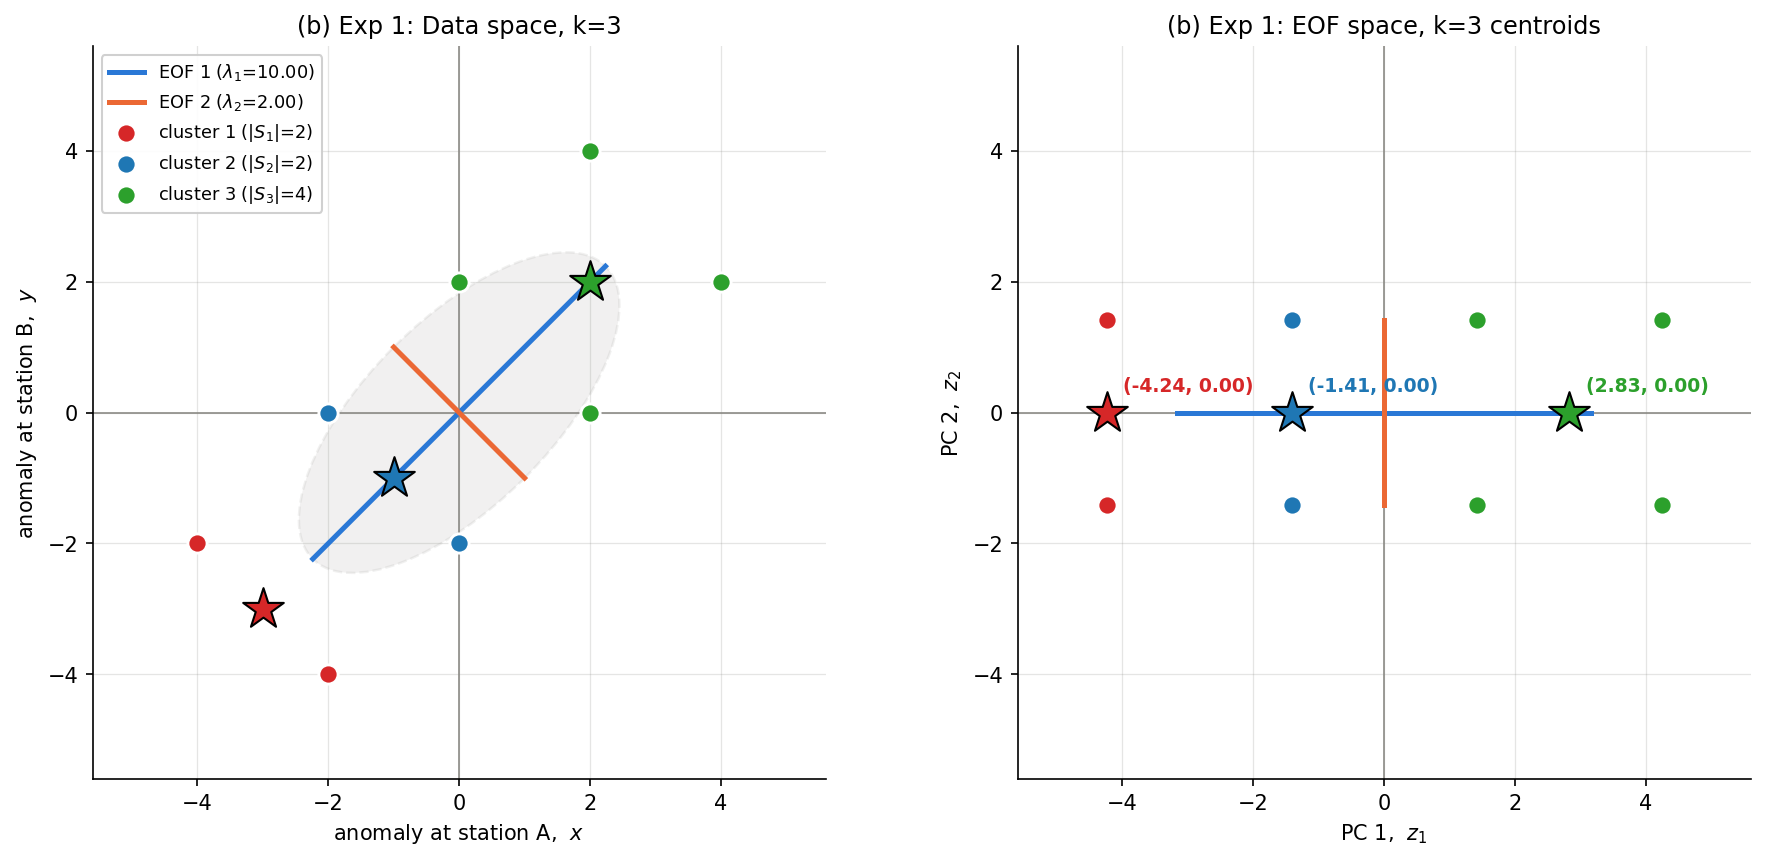 (b) Exp 1: Data space, k=3
EOF 1 (λ₁=10.00)
EOF 2 (λ₂=2.00)
cluster 1 (|S₁|=2)
cluster 2 (|S₂|=2)
cluster 3 (|S₃|=4)
4
2
0
−2
−4
−4
−2
0
2
4
anomaly at station B, y
anomaly at station A, x
(b) Exp 1: EOF space, k=3 centroids
4
2
0
−2
−4
(-4.24, 0.00)
(-1.41, 0.00)
(2.83, 0.00)
−4
−2
0
2
4
PC 2, z₂
PC 1, z₁